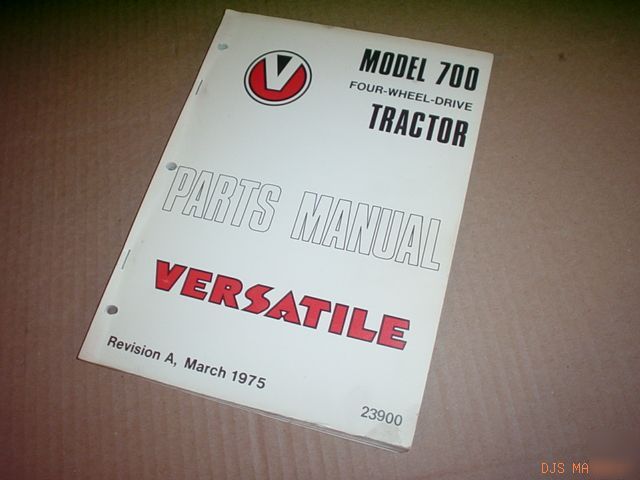 V
MODEL 700
FOUR-WHEEL-DRIVE
TRACTOR
PARTS MANUAL
VERSATILE
Revision A, March 1975
23900
DJS MA